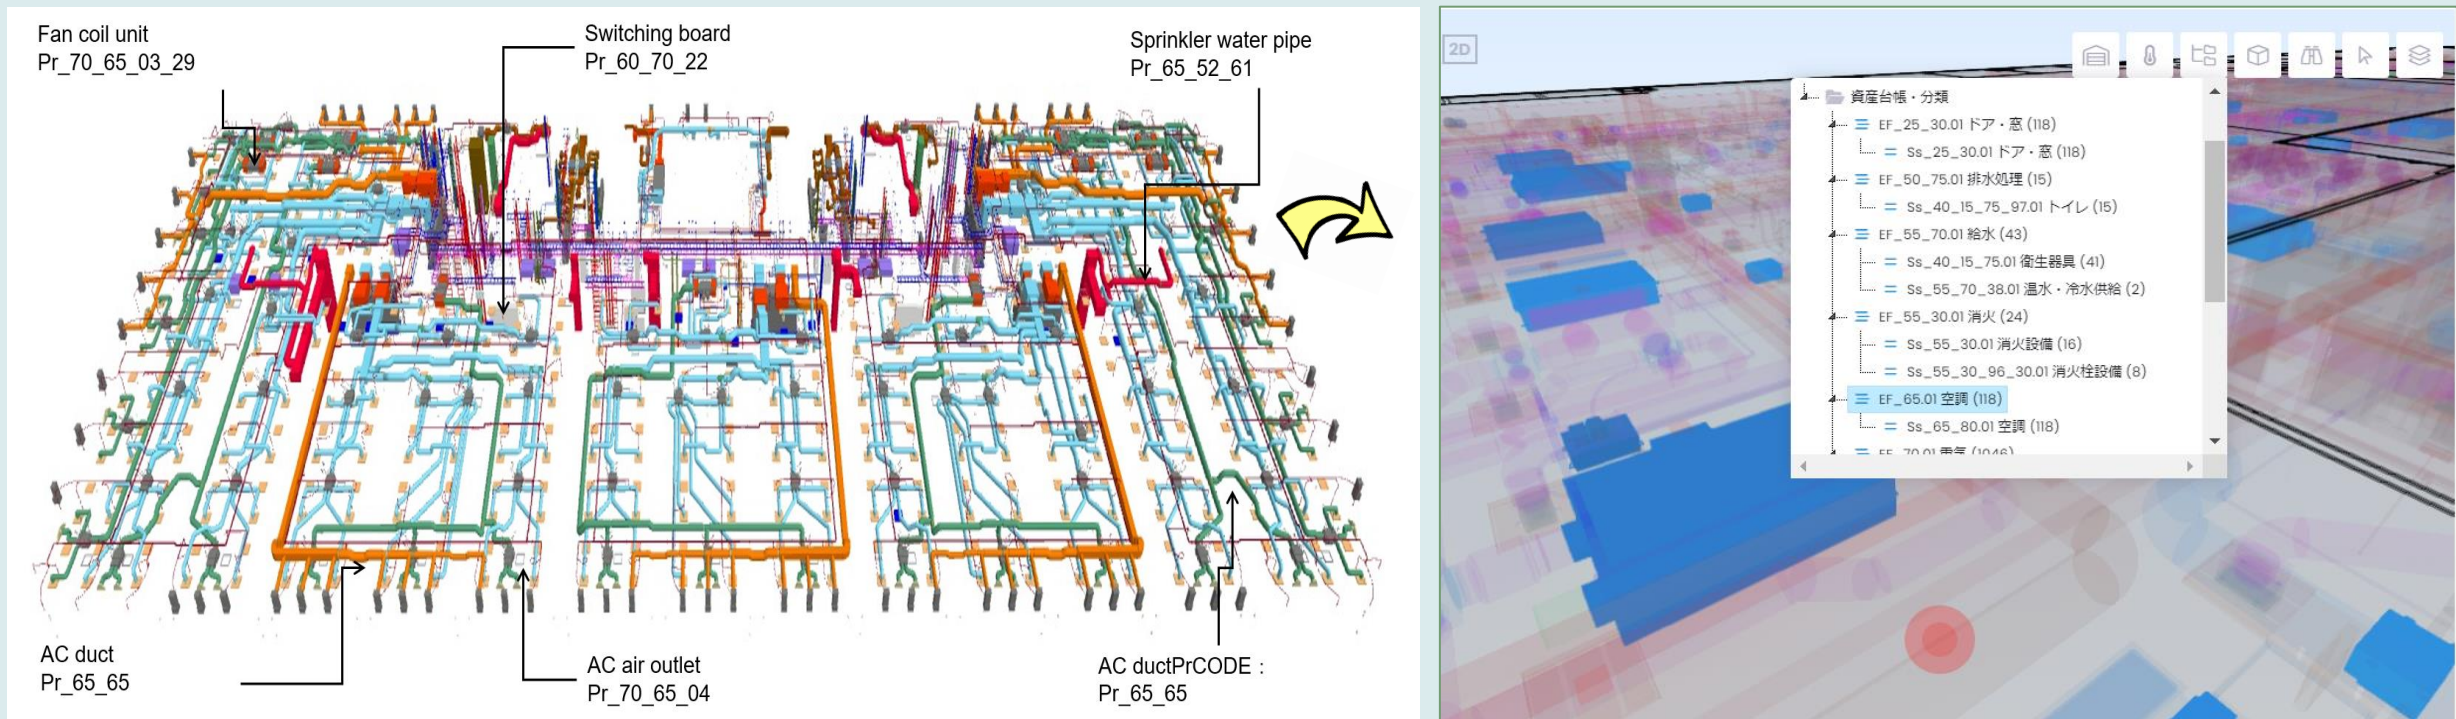 Fan coil unit
Pr_70_65_03_29
Switching board
Pr_60_70_22
Sprinkler water pipe
Pr_65_52_61
AC duct
Pr_65_65
AC air outlet
Pr_70_65_04
AC ductPrCODE：
Pr_65_65
2D
資産台帳・分類
EF_25_30.01 ドア・窓 (118)
Ss_25_30.01 ドア・窓 (118)
EF_50_75.01 排水処理 (15)
Ss_40_15_75_97.01 トイレ (15)
EF_55_70.01 給水 (43)
Ss_40_15_75.01 衛生器具 (41)
Ss_55_70_38.01 温水・冷水供給 (2)
EF_55_30.01 消火 (24)
Ss_55_30.01 消火設備 (16)
Ss_55_30_96_30.01 消火栓設備 (8)
EF_65.01 空調 (118)
Ss_65_80.01 空調 (118)
EF_70.01 電気 (1046)